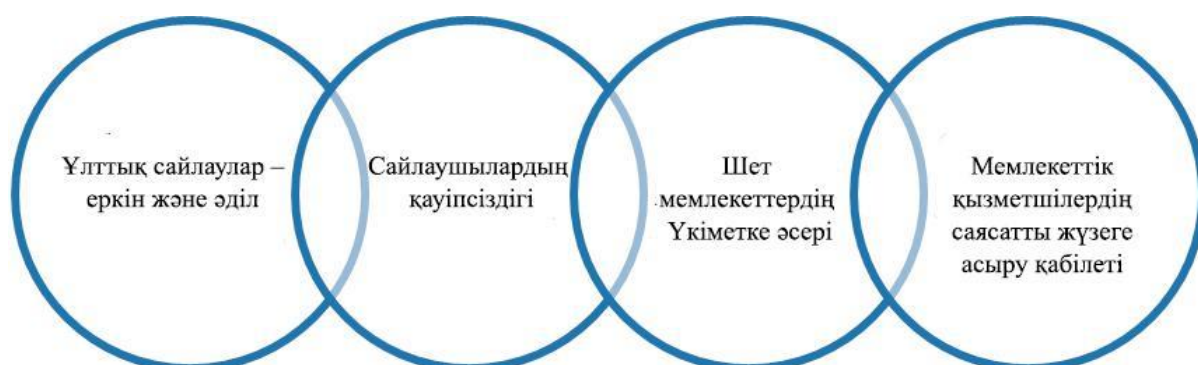 Ұлттық сайлаулар –
еркін және әділ
Сайлаушылардың
қауіпсіздігі
Шет
мемлекеттердің
Үкіметке әсері
Мемлекеттік
қызметшілердің
саясатты жүзеге
асыру қабілеті